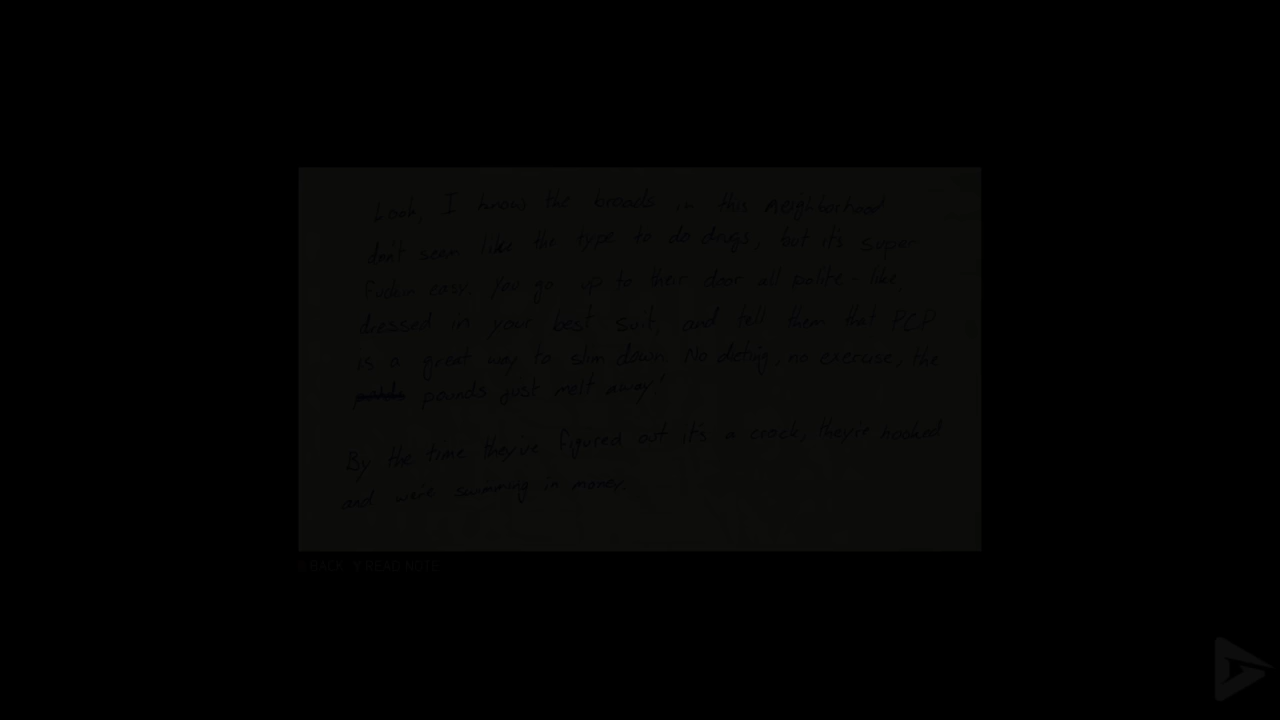 Look, I know the broads in this neighborhood
don't seem like the type to do drugs, but it's super
fuckin easy. You go up to their door all polite-like,
dressed in your best suit, and tell them that PCP
is a great way to slim down. No dieting, no exercise, the
pounds just melt away!
By the time they've figured out it's a crock, they're hooked
and we're swimming in money.
BACK READ NOTE